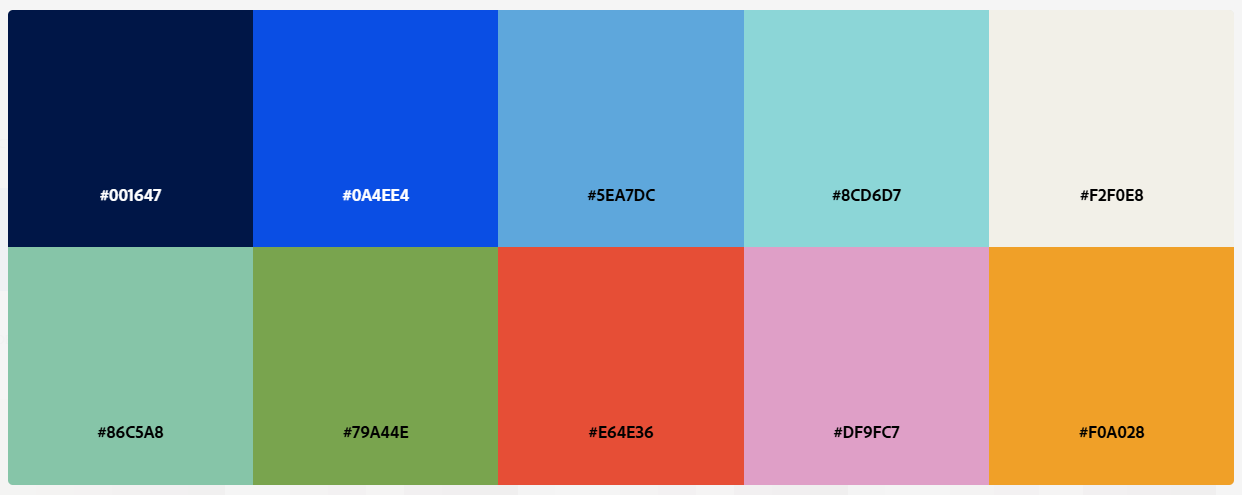 #001647
#0A4EE4
#5EA7DC
#8CD6D7
#F2F0E8
#86C5A8
#79A44E
#E64E36
#DF9FC7
#F0A028